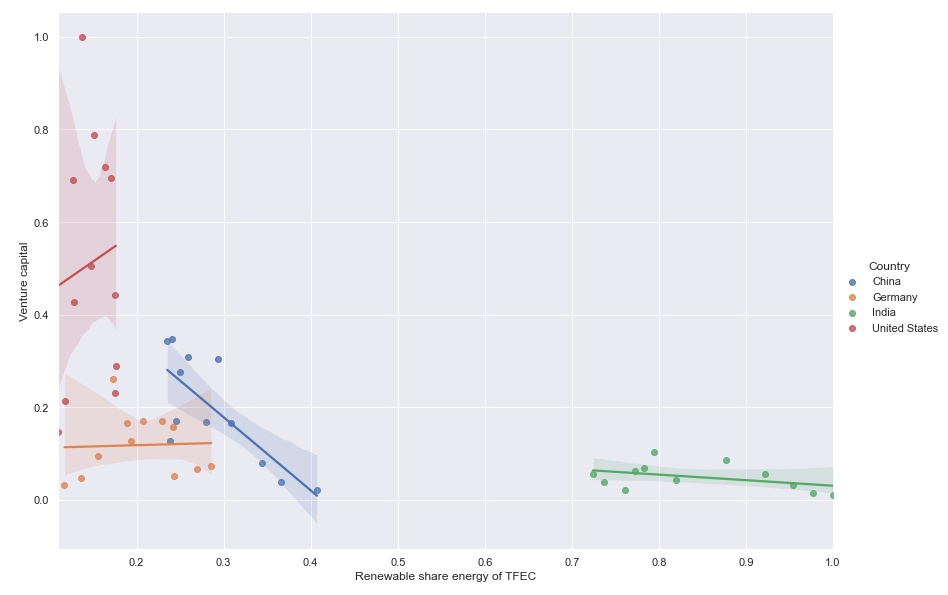 1.0
0.8
0.6
0.4
0.2
0.0
Venture capital
0.2 0.3 0.4 0.5 0.6 0.7 0.8 0.9 1.0
Renewable share energy of TFEC
Country
China
Germany
India
United States